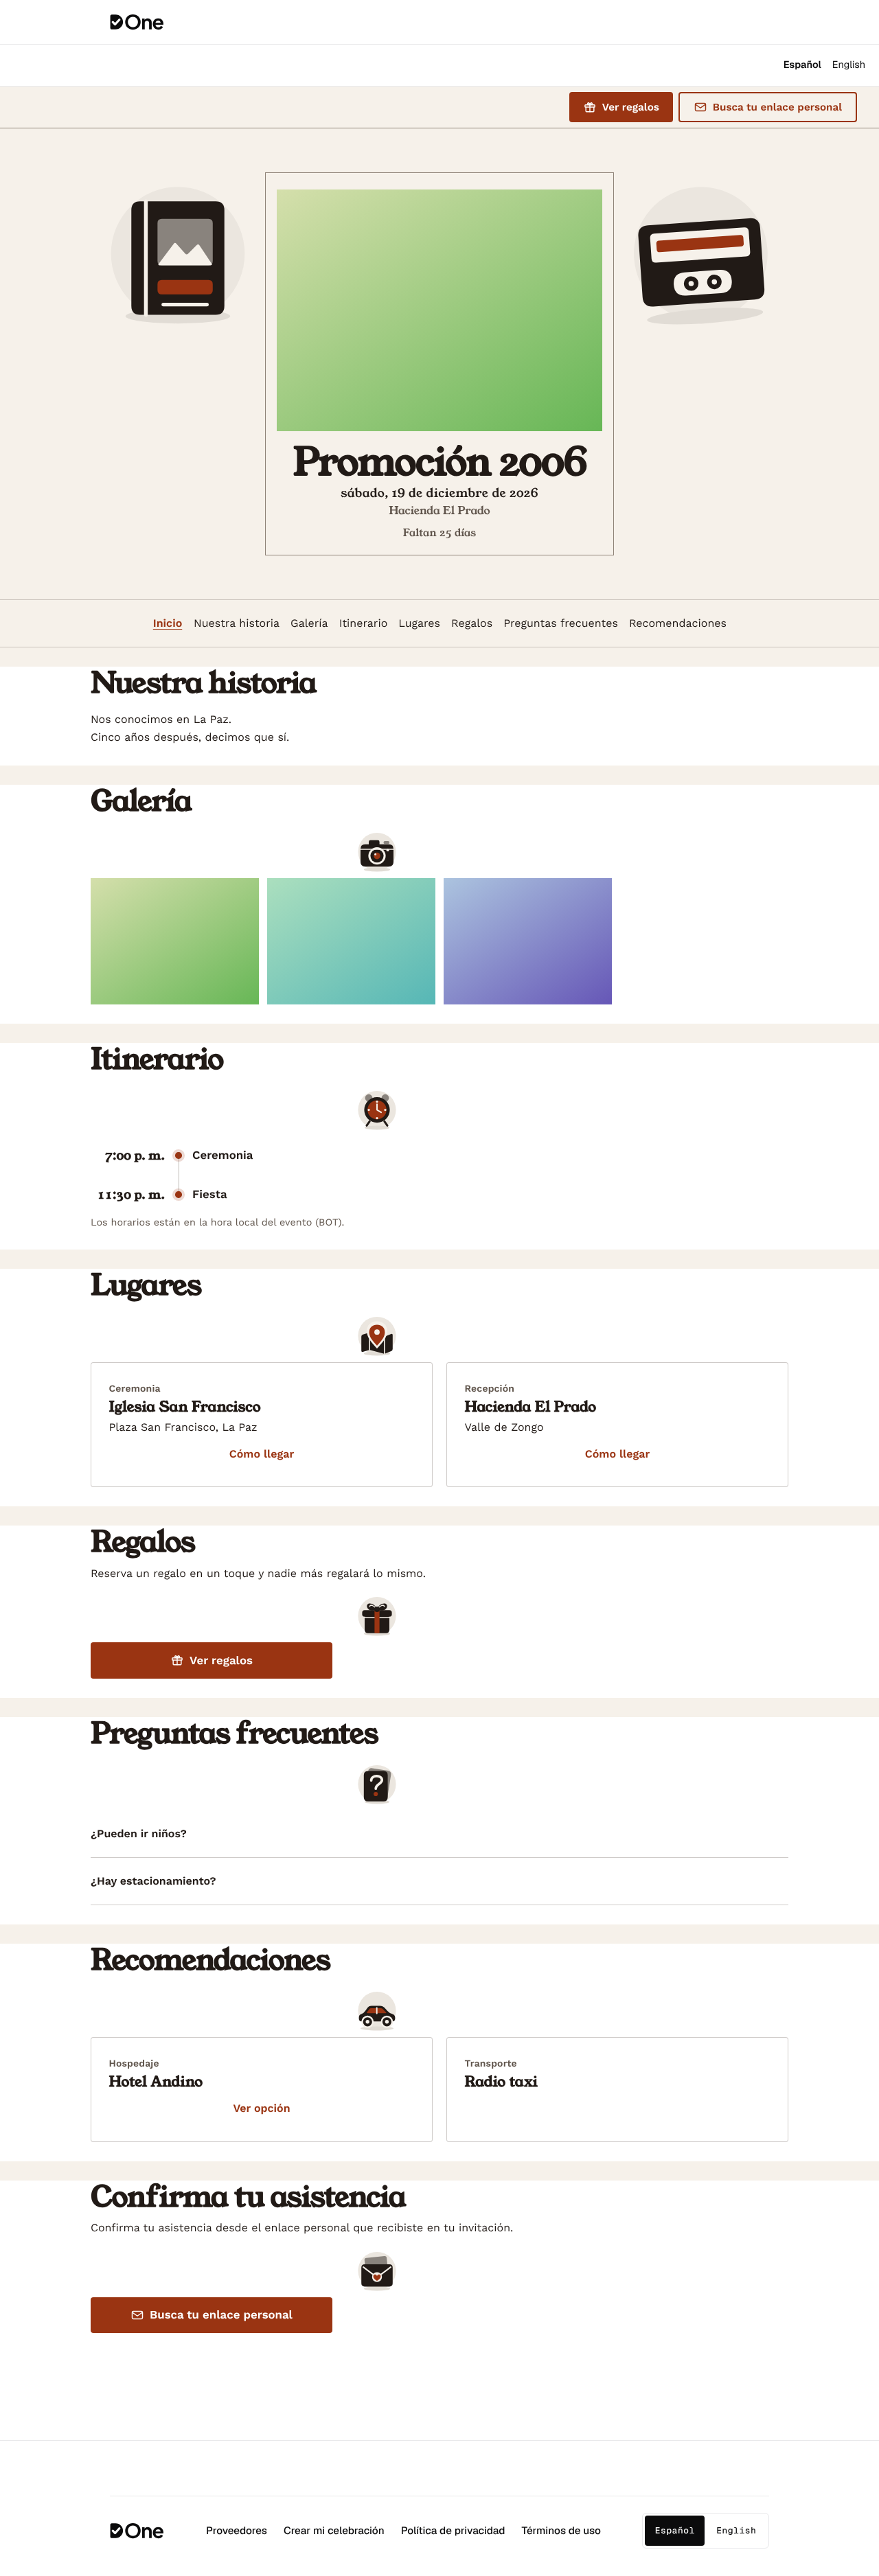 One
Español English
Ver regalos Busca tu enlace personal
Promoción 2006
sábado, 19 de diciembre de 2026
Hacienda El Prado
Faltan 25 días
Inicio Nuestra historia Galería Itinerario Lugares Regalos Preguntas frecuentes Recomendaciones
Nuestra historia
Nos conocimos en La Paz.
Cinco años después, decimos que sí.
Galería
Itinerario
7:00 p. m. Ceremonia
11:30 p. m. Fiesta
Los horarios están en la hora local del evento (BOT).
Lugares
Ceremonia
Iglesia San Francisco
Plaza San Francisco, La Paz
Cómo llegar
Recepción
Hacienda El Prado
Valle de Zongo
Cómo llegar
Regalos
Reserva un regalo en un toque y nadie más regalará lo mismo.
Ver regalos
Preguntas frecuentes
?
¿Pueden ir niños?
¿Hay estacionamiento?
Recomendaciones
Hospedaje
Hotel Andino
Ver opción
Transporte
Radio taxi
Confirma tu asistencia
Confirma tu asistencia desde el enlace personal que recibiste en tu invitación.
Busca tu enlace personal
One Proveedores Crear mi celebración Política de privacidad Términos de uso Español English